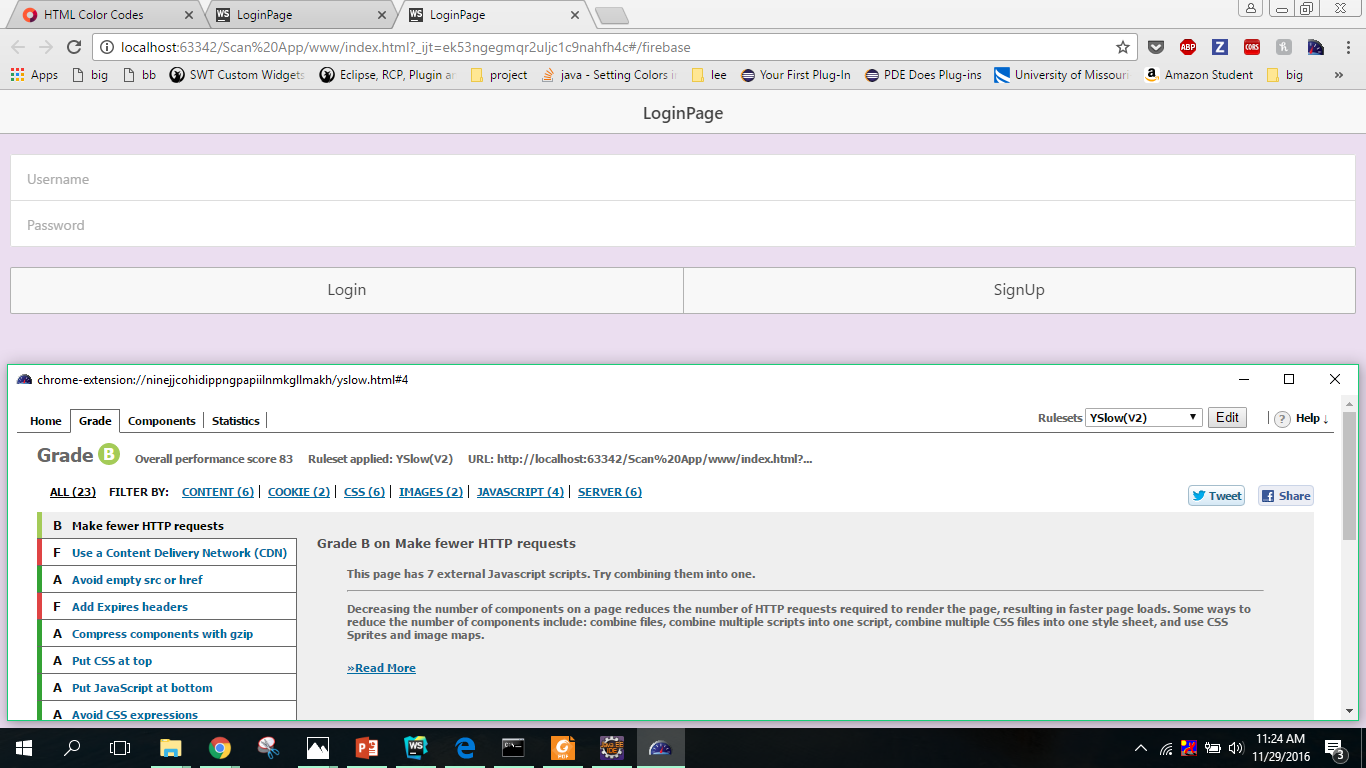 HTML Color Codes
LoginPage
LoginPage
localhost:63342/Scan%20App/www/index.html?_ijt=ek53ngegmqr2uljc1c9nahfh4c#/firebase
Apps big bb SWT Custom Widgets Eclipse, RCP, Plugin an project java - Setting Colors i lee Your First Plug-In PDE Does Plug-ins University of Missouri Amazon Student big »
LoginPage
Username
Password
Login SignUp
chrome-extension://ninejjcohidippngpapiilnmkgllmakh/yslow.html#4
Home Grade Components Statistics Rulesets YSlow(V2) Edit ? Help ↓
Grade B Overall performance score 83 Ruleset applied: YSlow(V2) URL: http://localhost:63342/Scan%20App/www/index.html?...
ALL (23) FILTER BY: CONTENT (6) | COOKIE (2) | CSS (6) | IMAGES (2) | JAVASCRIPT (4) | SERVER (6)
Tweet Share
B Make fewer HTTP requests
F Use a Content Delivery Network (CDN)
A Avoid empty src or href
F Add Expires headers
A Compress components with gzip
A Put CSS at top
A Put JavaScript at bottom
A Avoid CSS expressions
Grade B on Make fewer HTTP requests
This page has 7 external Javascript scripts. Try combining them into one.
Decreasing the number of components on a page reduces the number of HTTP requests required to render the page, resulting in faster page loads. Some ways to
reduce the number of components include: combine files, combine multiple scripts into one script, combine multiple CSS files into one style sheet, and use CSS
Sprites and image maps.
»Read More
11:24 AM
11/29/2016
3